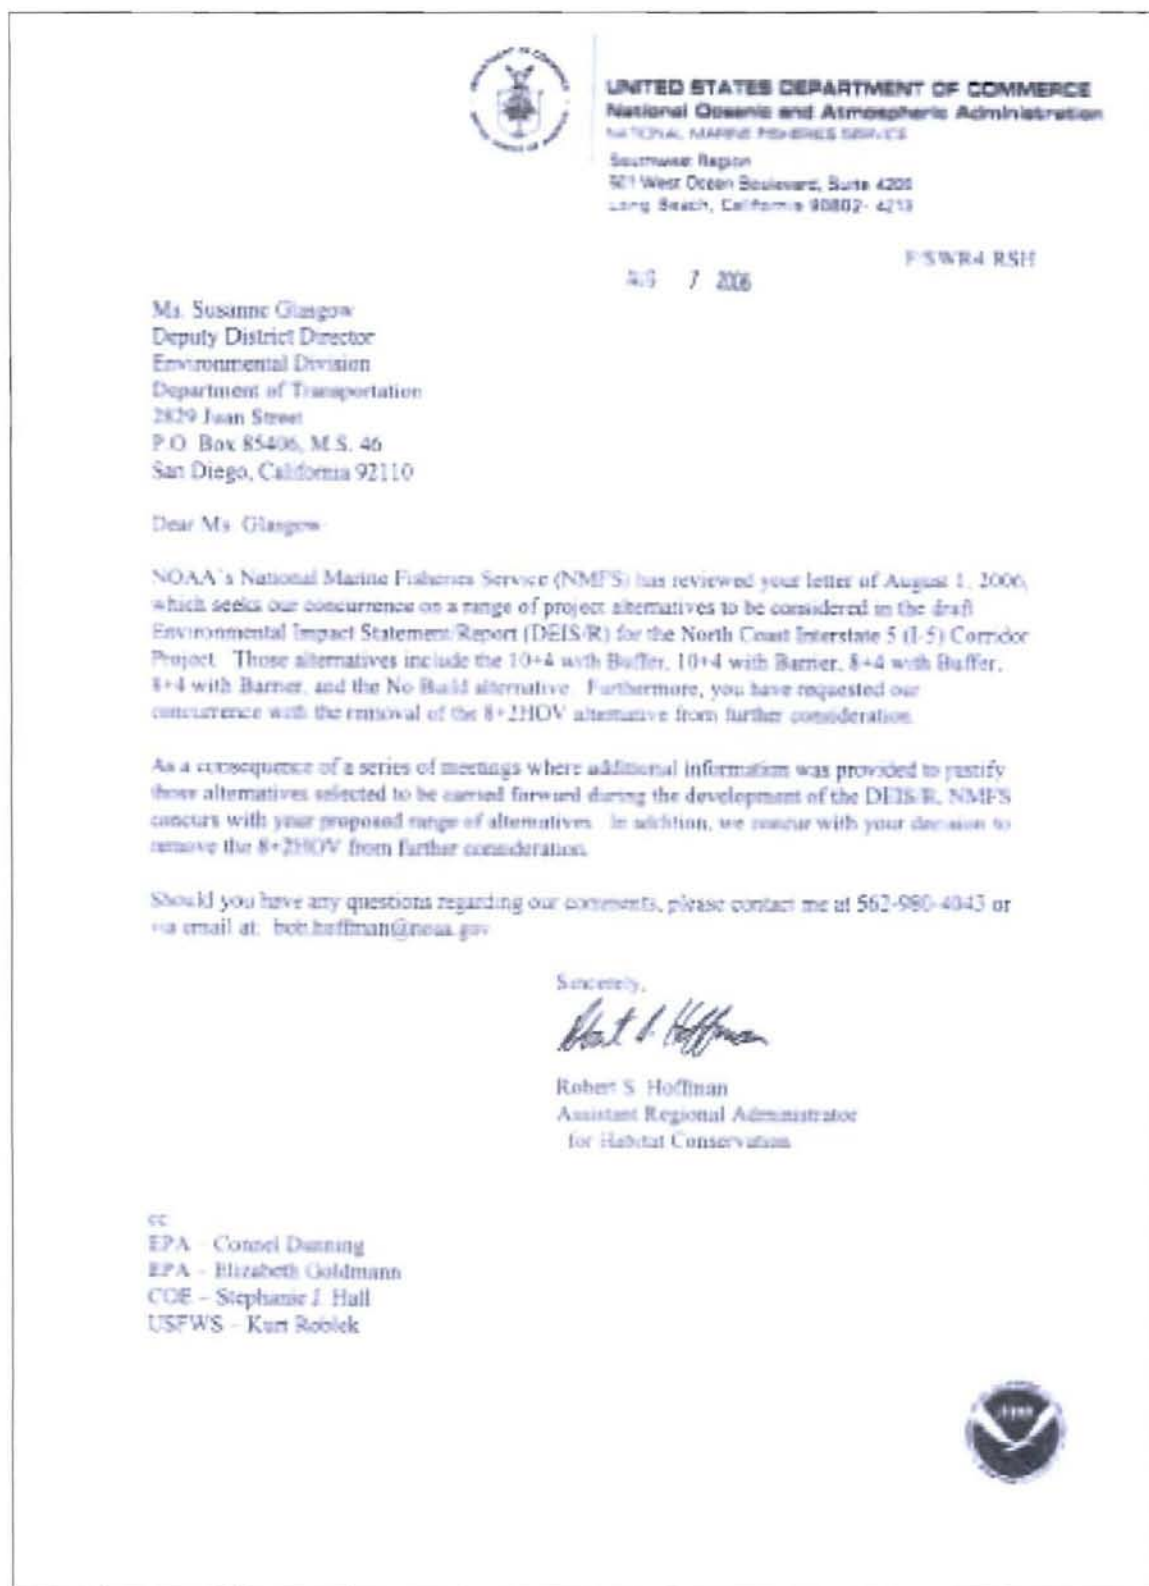 UNITED STATES DEPARTMENT OF COMMERCE
National Oceanic and Atmospheric Administration
NATIONAL MARINE FISHERIES SERVICE
Southwest Region
501 West Ocean Boulevard, Suite 4200
Long Beach, California 90802- 4213
F/SWR4:RSH
AUG 7 2006
Ms. Susanne Glasgow
Deputy District Director
Environmental Division
Department of Transportation
2829 Juan Street
P.O. Box 85406, M.S. 46
San Diego, California 92110
Dear Ms. Glasgow:
NOAA's National Marine Fisheries Service (NMFS) has reviewed your letter of August 1, 2006,
which seeks our concurrence on a range of project alternatives to be considered in the draft
Environmental Impact Statement/Report (DEIS/R) for the North Coast Interstate 5 (I-5) Corridor
Project. Those alternatives include the 10+4 with Buffer, 10+4 with Barrier, 8+4 with Buffer,
8+4 with Barrier, and the No Build alternative. Furthermore, you have requested our
concurrence with the removal of the 8+2HOV alternative from further consideration.
As a consequence of a series of meetings where additional information was provided to justify
those alternatives selected to be carried forward during the development of the DEIS/R, NMFS
concurs with your proposed range of alternatives. In addition, we concur with your decision to
remove the 8+2HOV from further consideration.
Should you have any questions regarding our comments, please contact me at 562-980-4043 or
via email at: bob.hoffman@noaa.gov
Sincerely,
Robert S. Hoffman
Robert S. Hoffman
Assistant Regional Administrator
for Habitat Conservation
cc:
EPA – Connel Dunning
EPA – Elizabeth Goldmann
COE – Stephanie J. Hall
USFWS – Kurt Roblek